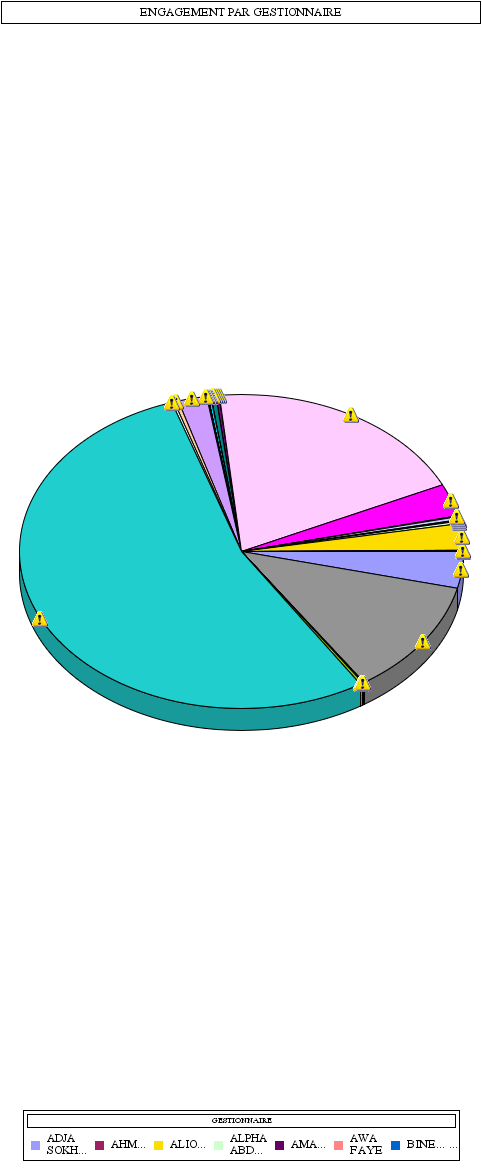 ENGAGEMENT PAR GESTIONNAIRE
GESTIONNAIRE
ADJA SOKH...
AHM...
ALIO...
ALPHA ABD...
AMA...
AWA FAYE
BINE... ...